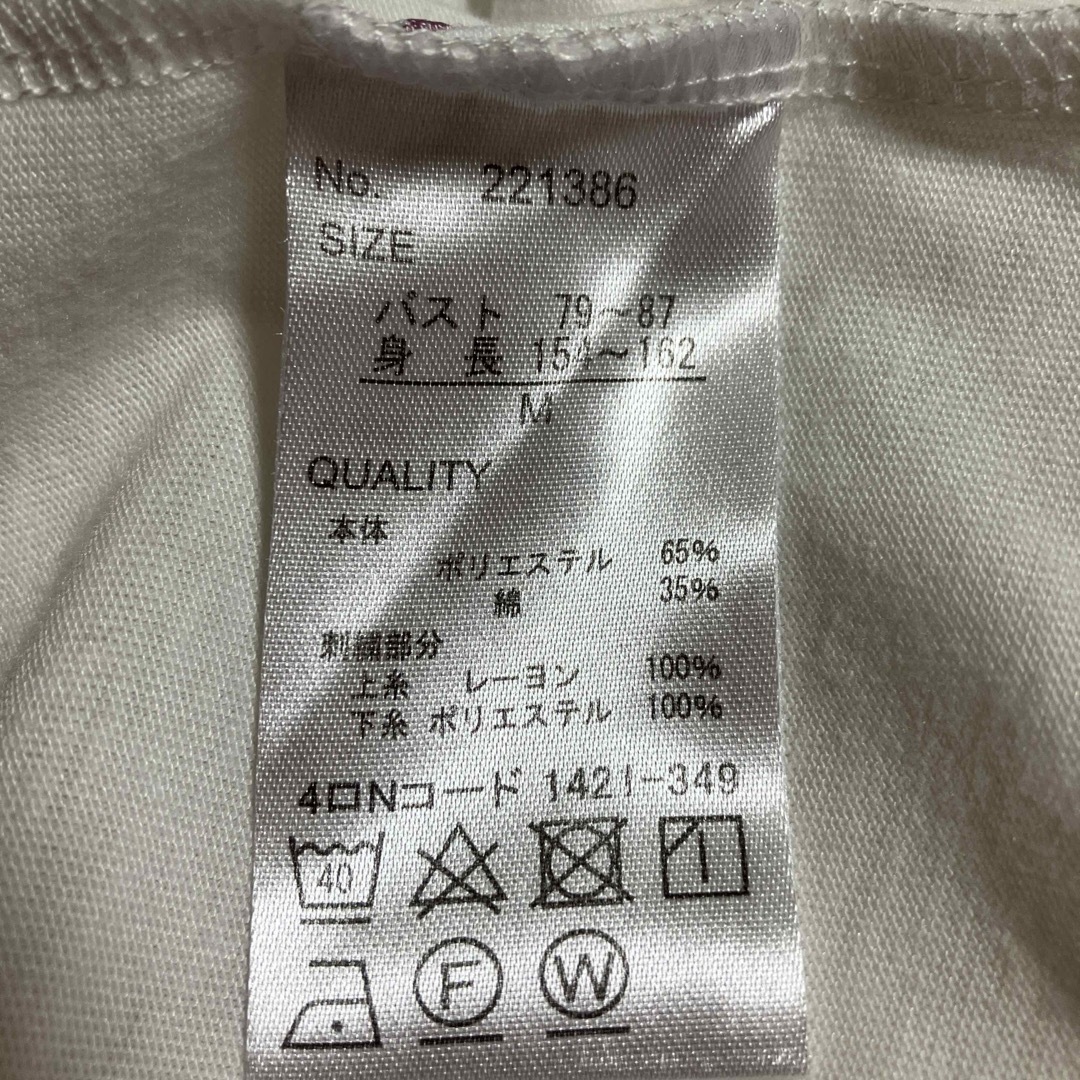 No. 221386
SIZE
バスト 79～87
身 長 154～162
M
QUALITY
本体
ポリエステル 65%
綿 35%
刺繍部分
上糸 レーヨン 100%
下糸 ポリエステル 100%
4ロNコード 1421-349
40
F W